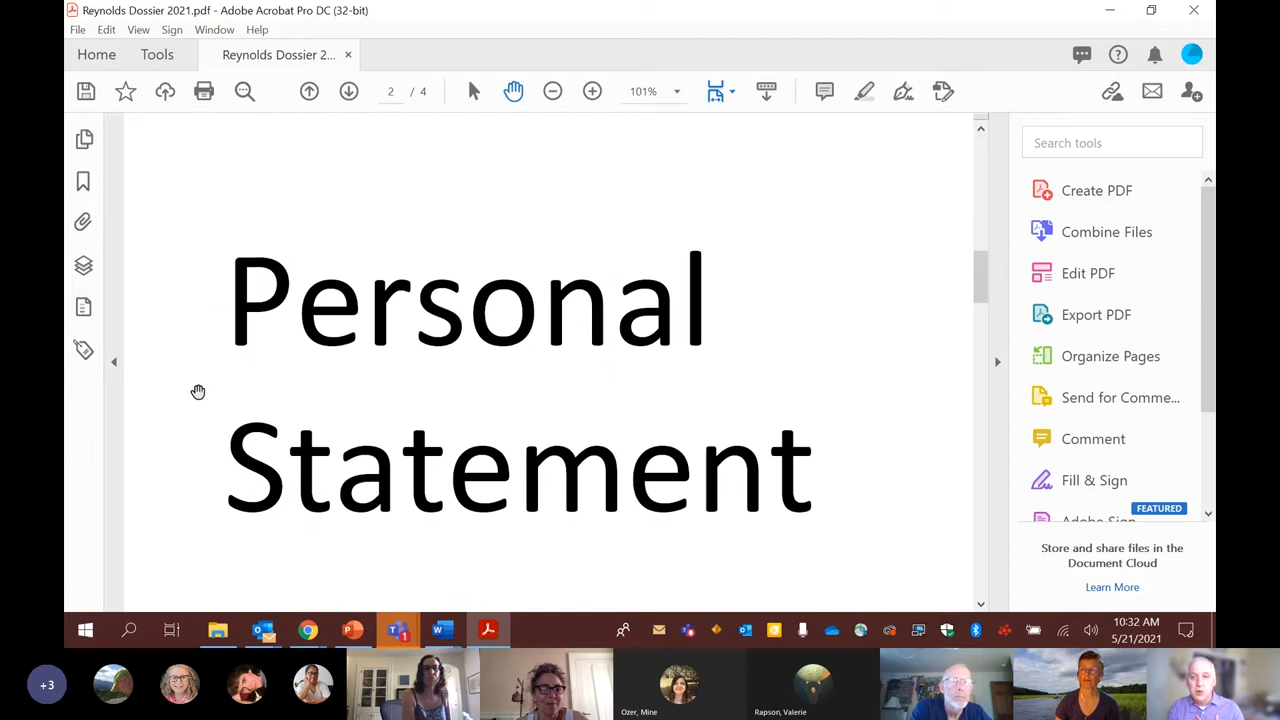 Reynolds Dossier 2021.pdf - Adobe Acrobat Pro DC (32-bit)
File Edit View Sign Window Help
Home Tools Reynolds Dossier 2... ×
2 / 4 101%
Search tools
Create PDF
Combine Files
Edit PDF
Export PDF
Organize Pages
Send for Comme...
Comment
Fill & Sign
Adobe Sign
FEATURED
Store and share files in the
Document Cloud
Learn More
Personal
Statement
10:32 AM
5/21/2021
+3
Ozer, Mine
Rapson, Valerie